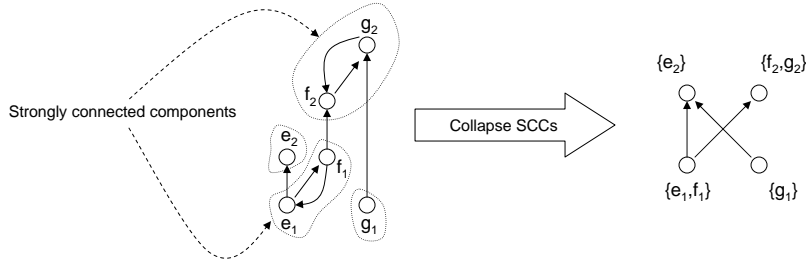 g₂
{e₂} {f₂,g₂}
f₂
Strongly connected components
Collapse SCCs
e₂
f₁
{e₁,f₁} {g₁}
e₁ g₁